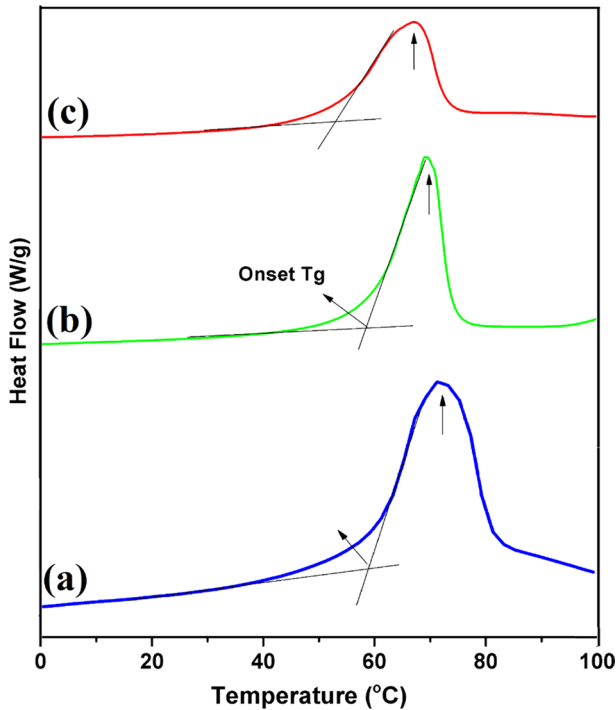 (c)
Onset Tg
(b)
(a)
Heat Flow (W/g)
0 20 40 60 80 100
Temperature (°C)